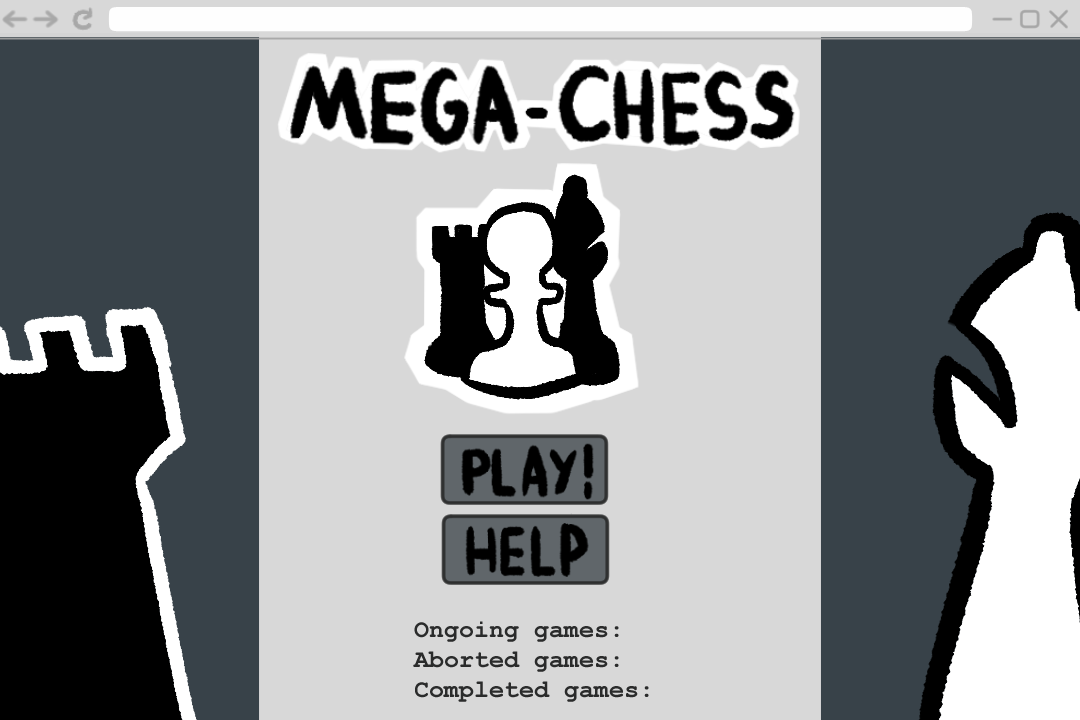 MEGA-CHESS
PLAY!
HELP
Ongoing games:
Aborted games:
Completed games: